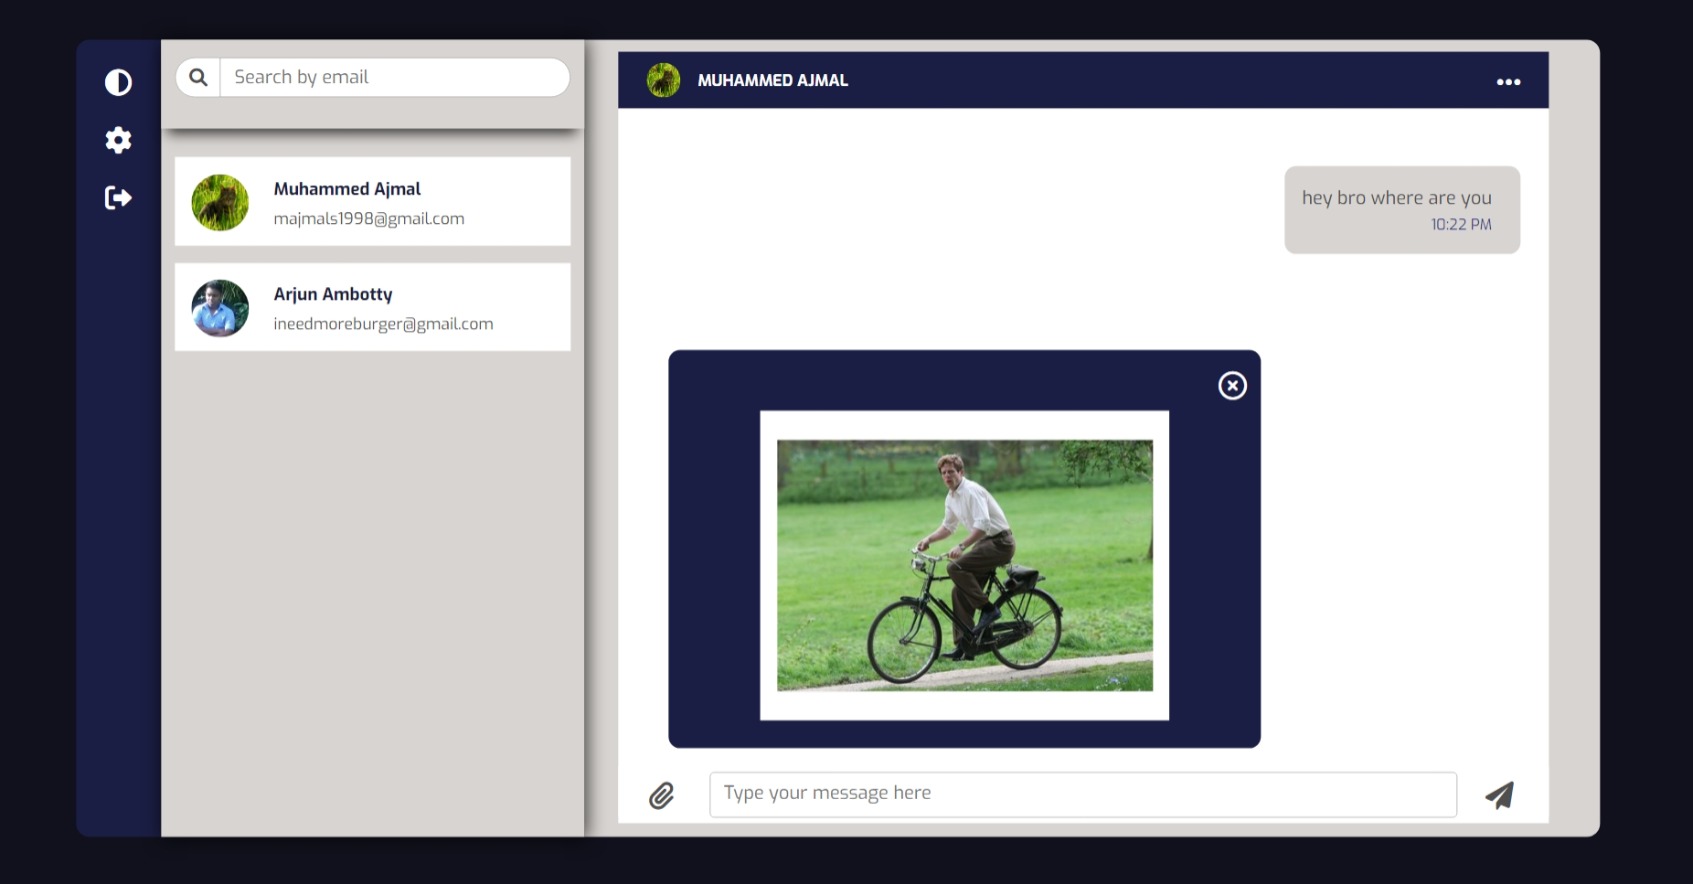 Search by email
Muhammed Ajmal
majmals1998@gmail.com
Arjun Ambotty
ineedmoreburger@gmail.com
MUHAMMED AJMAL
hey bro where are you
10:22 PM
Type your message here